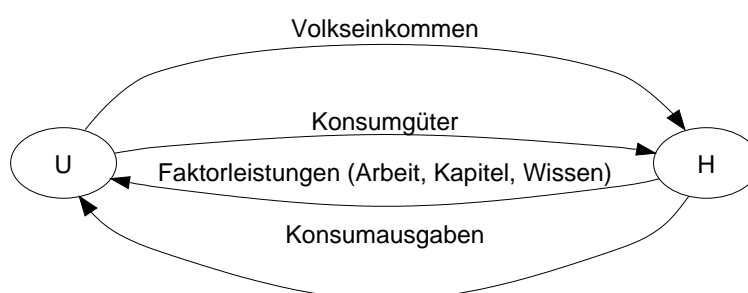 Volkseinkommen
Konsumgüter
U
Faktorleistungen (Arbeit, Kapitel, Wissen)
H
Konsumausgaben